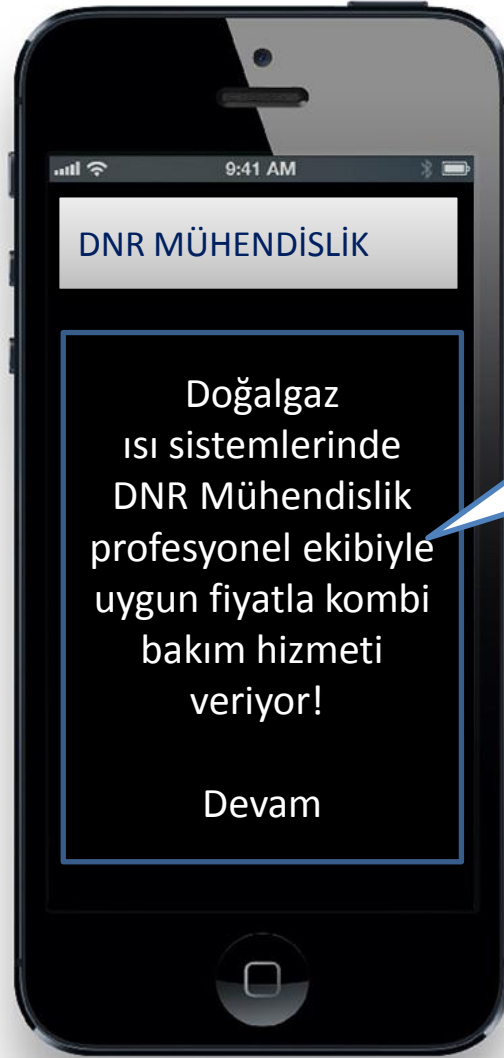 9:41 AM
DNR MÜHENDİSLİK
Doğalgaz
ısı sistemlerinde
DNR Mühendislik
profesyonel ekibiyle
uygun fiyatla kombi
bakım hizmeti
veriyor!
Devam